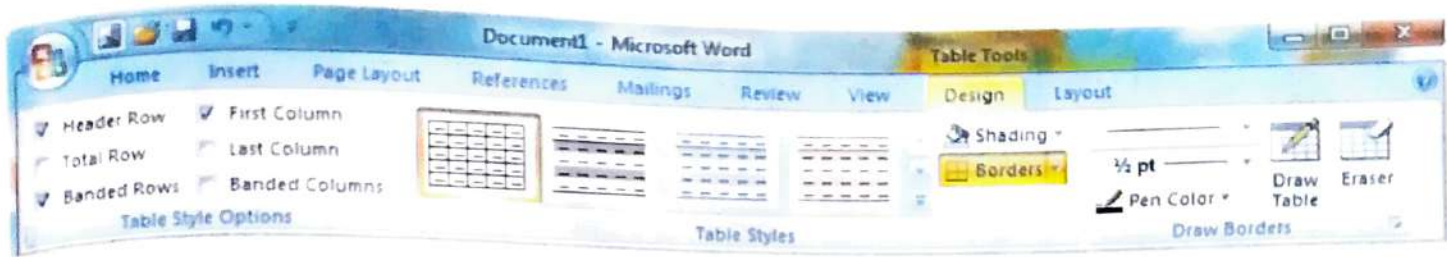 Document1 - Microsoft Word
Table Tools
Home Insert Page Layout References Mailings Review View Design Layout
Header Row First Column
Total Row Last Column
Banded Rows Banded Columns
Table Style Options
Table Styles
Shading
Borders
½ pt
Pen Color
Draw Table
Eraser
Draw Borders